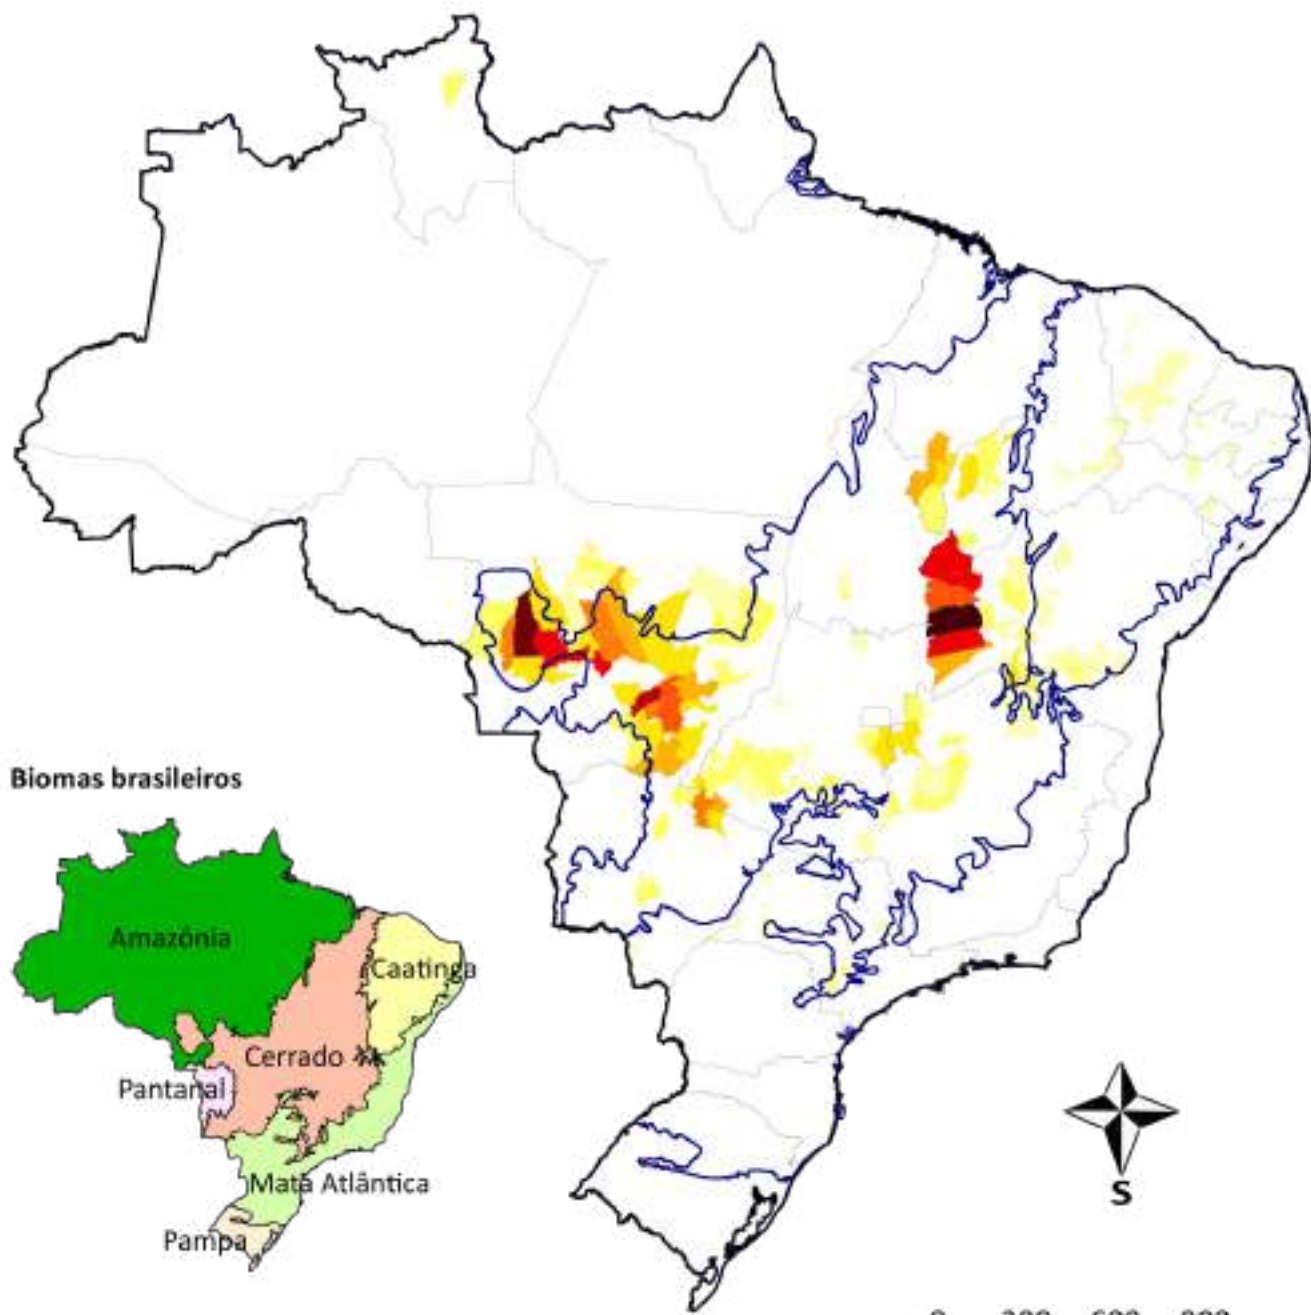 Biomas brasileiros
Amazônia
Caatinga
Cerrado
Pantanal
Mata Atlântica
Pampa
S